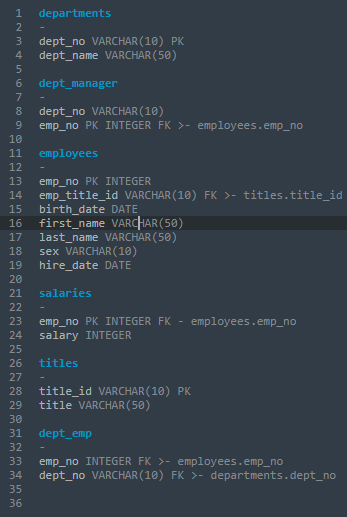 1 departments
2 -
3 dept_no VARCHAR(10) PK
4 dept_name VARCHAR(50)
5
6 dept_manager
7 -
8 dept_no VARCHAR(10)
9 emp_no PK INTEGER FK >- employees.emp_no
10
11 employees
12 -
13 emp_no PK INTEGER
14 emp_title_id VARCHAR(10) FK >- titles.title_id
15 birth_date DATE
16 first_name VARCHAR(50)
17 last_name VARCHAR(50)
18 sex VARCHAR(10)
19 hire_date DATE
20
21 salaries
22 -
23 emp_no PK INTEGER FK - employees.emp_no
24 salary INTEGER
25
26 titles
27 -
28 title_id VARCHAR(10) PK
29 title VARCHAR(50)
30
31 dept_emp
32 -
33 emp_no INTEGER FK >- employees.emp_no
34 dept_no VARCHAR(10) FK >- departments.dept_no
35
36